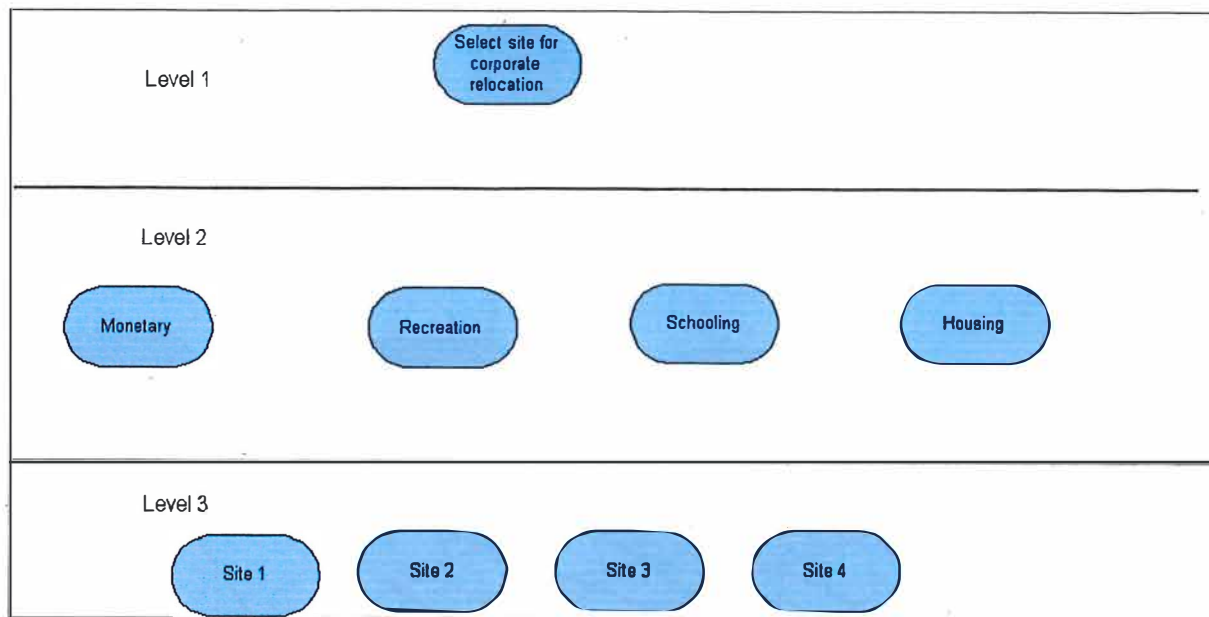 Select site for
corporate
relocation
Level 1
Level 2
Monetary
Recreation
Schooling
Housing
Level 3
Site 1
Site 2
Site 3
Site 4